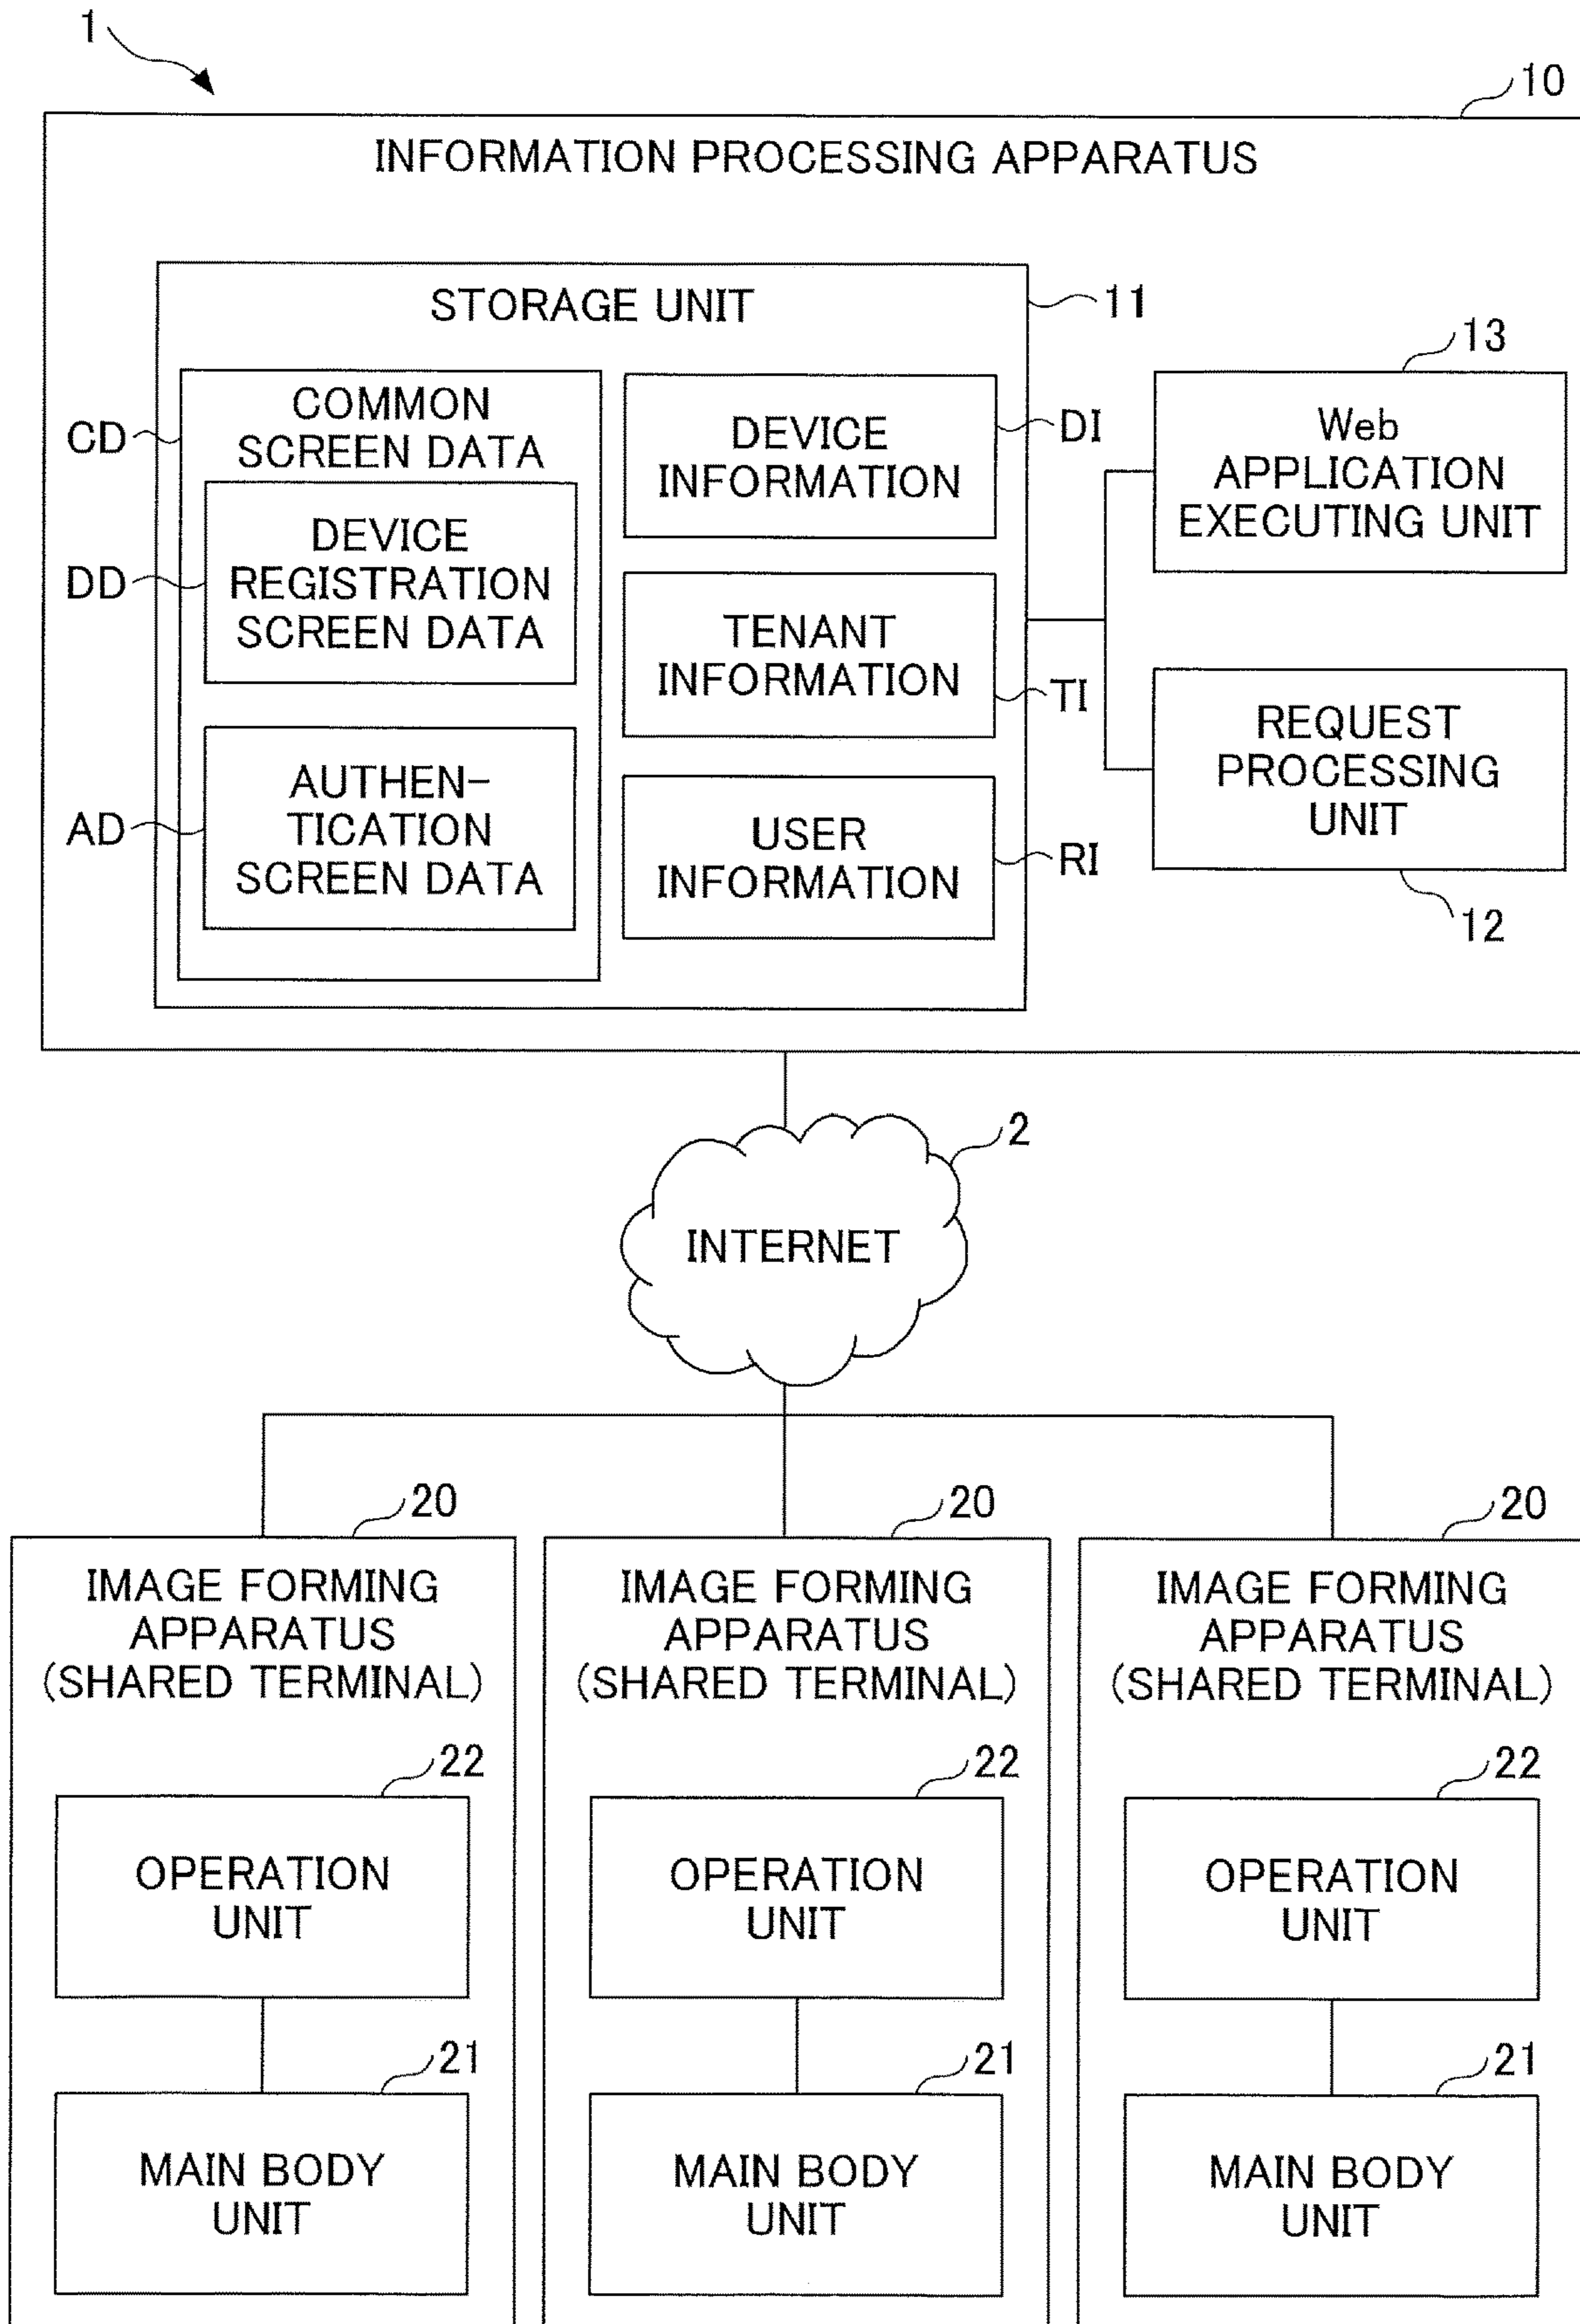 1
10
INFORMATION PROCESSING APPARATUS
STORAGE UNIT
11
CD
COMMON
SCREEN DATA
DD
DEVICE
REGISTRATION
SCREEN DATA
AD
AUTHEN-
TICATION
SCREEN DATA
DEVICE
INFORMATION
DI
TENANT
INFORMATION
TI
USER
INFORMATION
RI
13
Web
APPLICATION
EXECUTING UNIT
REQUEST
PROCESSING
UNIT
12
2
INTERNET
20
IMAGE FORMING
APPARATUS
(SHARED TERMINAL)
22
OPERATION
UNIT
21
MAIN BODY
UNIT
20
IMAGE FORMING
APPARATUS
(SHARED TERMINAL)
22
OPERATION
UNIT
21
MAIN BODY
UNIT
20
IMAGE FORMING
APPARATUS
(SHARED TERMINAL)
22
OPERATION
UNIT
21
MAIN BODY
UNIT